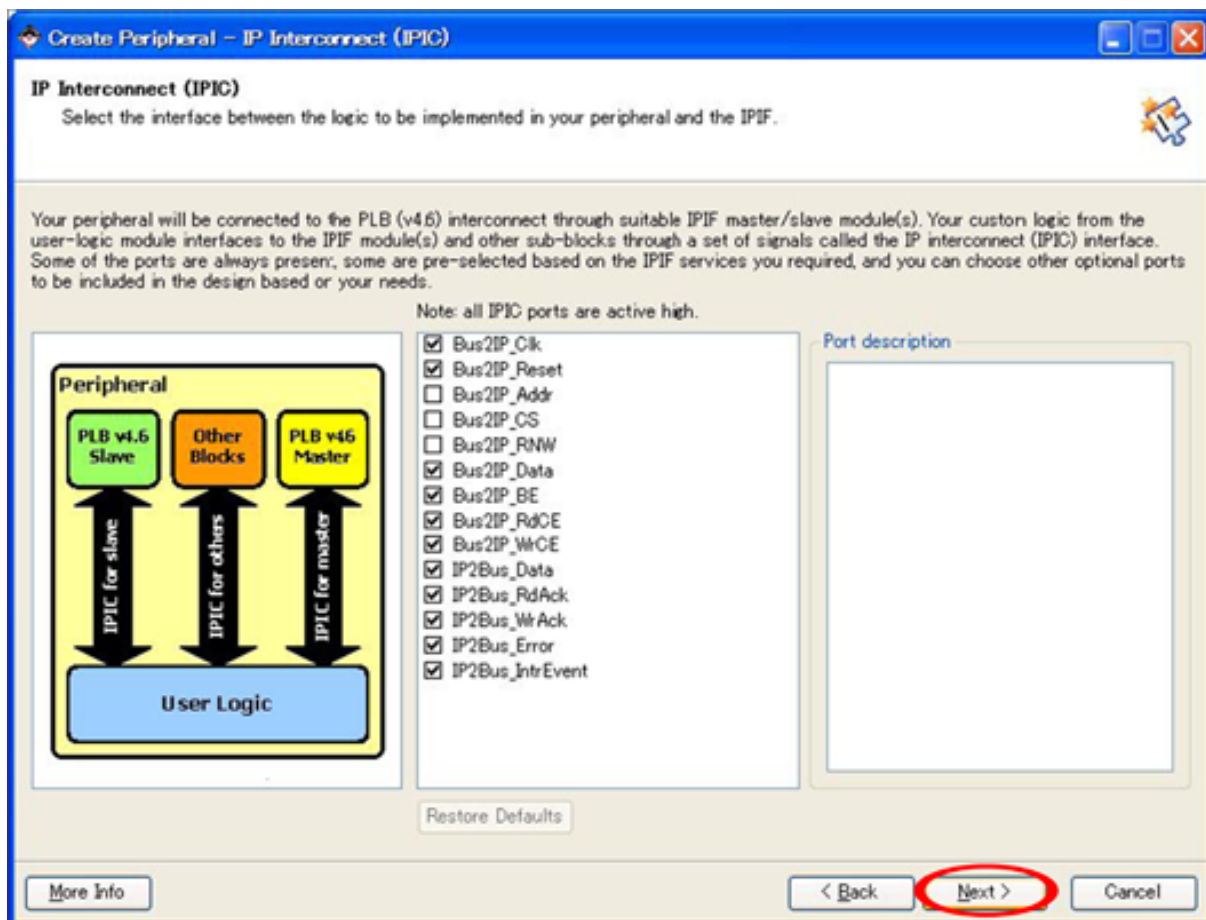 Create Peripheral - IP Interconnect (IPIC)
IP Interconnect (IPIC)
Select the interface between the logic to be implemented in your peripheral and the IPIF.
Your peripheral will be connected to the PLB (v4.6) interconnect through suitable IPIF master/slave module(s). Your custom logic from the
user-logic module interfaces to the IPIF module(s) and other sub-blocks through a set of signals called the IP interconnect (IPIC) interface.
Some of the ports are always present, some are pre-selected based on the IPIF services you required, and you can choose other optional ports
to be included in the design based or your needs.
Note: all IPIC ports are active high.
Peripheral
PLB v4.6
Slave
Other
Blocks
PLB v46
Master
IPIC for slave
IPIC for others
IPIC for master
User Logic
Bus2IP_Clk
Bus2IP_Reset
Bus2IP_Addr
Bus2IP_CS
Bus2IP_RNW
Bus2IP_Data
Bus2IP_BE
Bus2IP_RdCE
Bus2IP_WrCE
IP2Bus_Data
IP2Bus_RdAck
IP2Bus_WrAck
IP2Bus_Error
IP2Bus_IntrEvent
Port description
Restore Defaults
More Info
< Back
Next >
Cancel